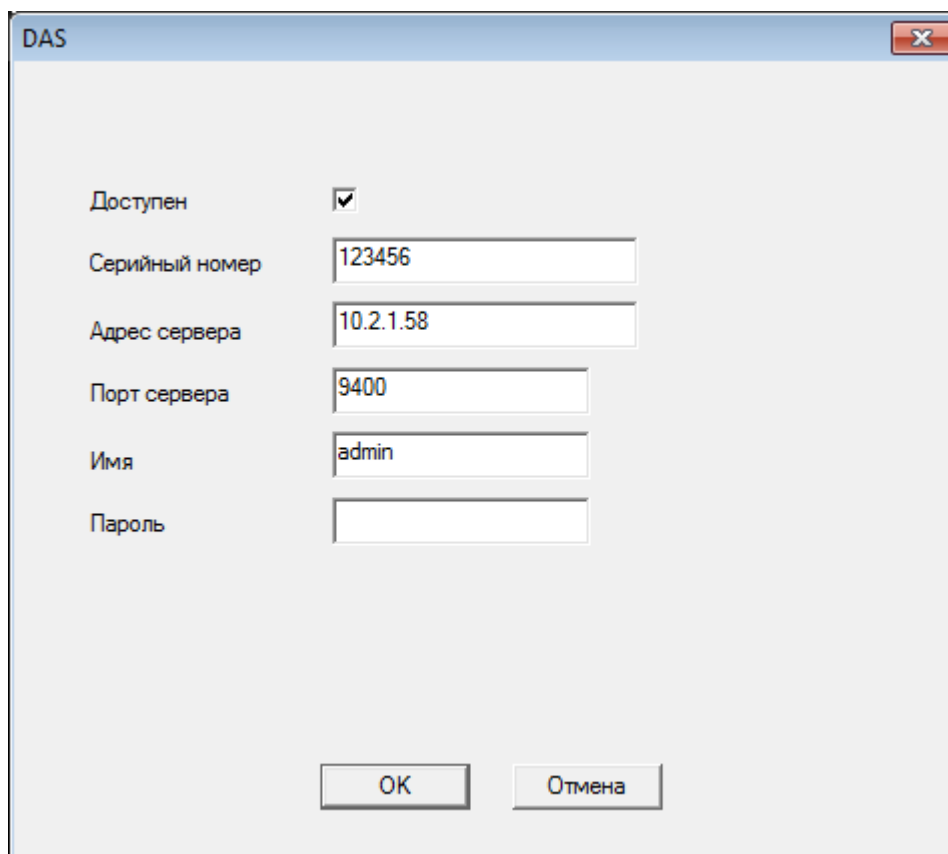 DAS
Доступен
Серийный номер 123456
Адрес сервера 10.2.1.58
Порт сервера 9400
Имя admin
Пароль
OK Отмена